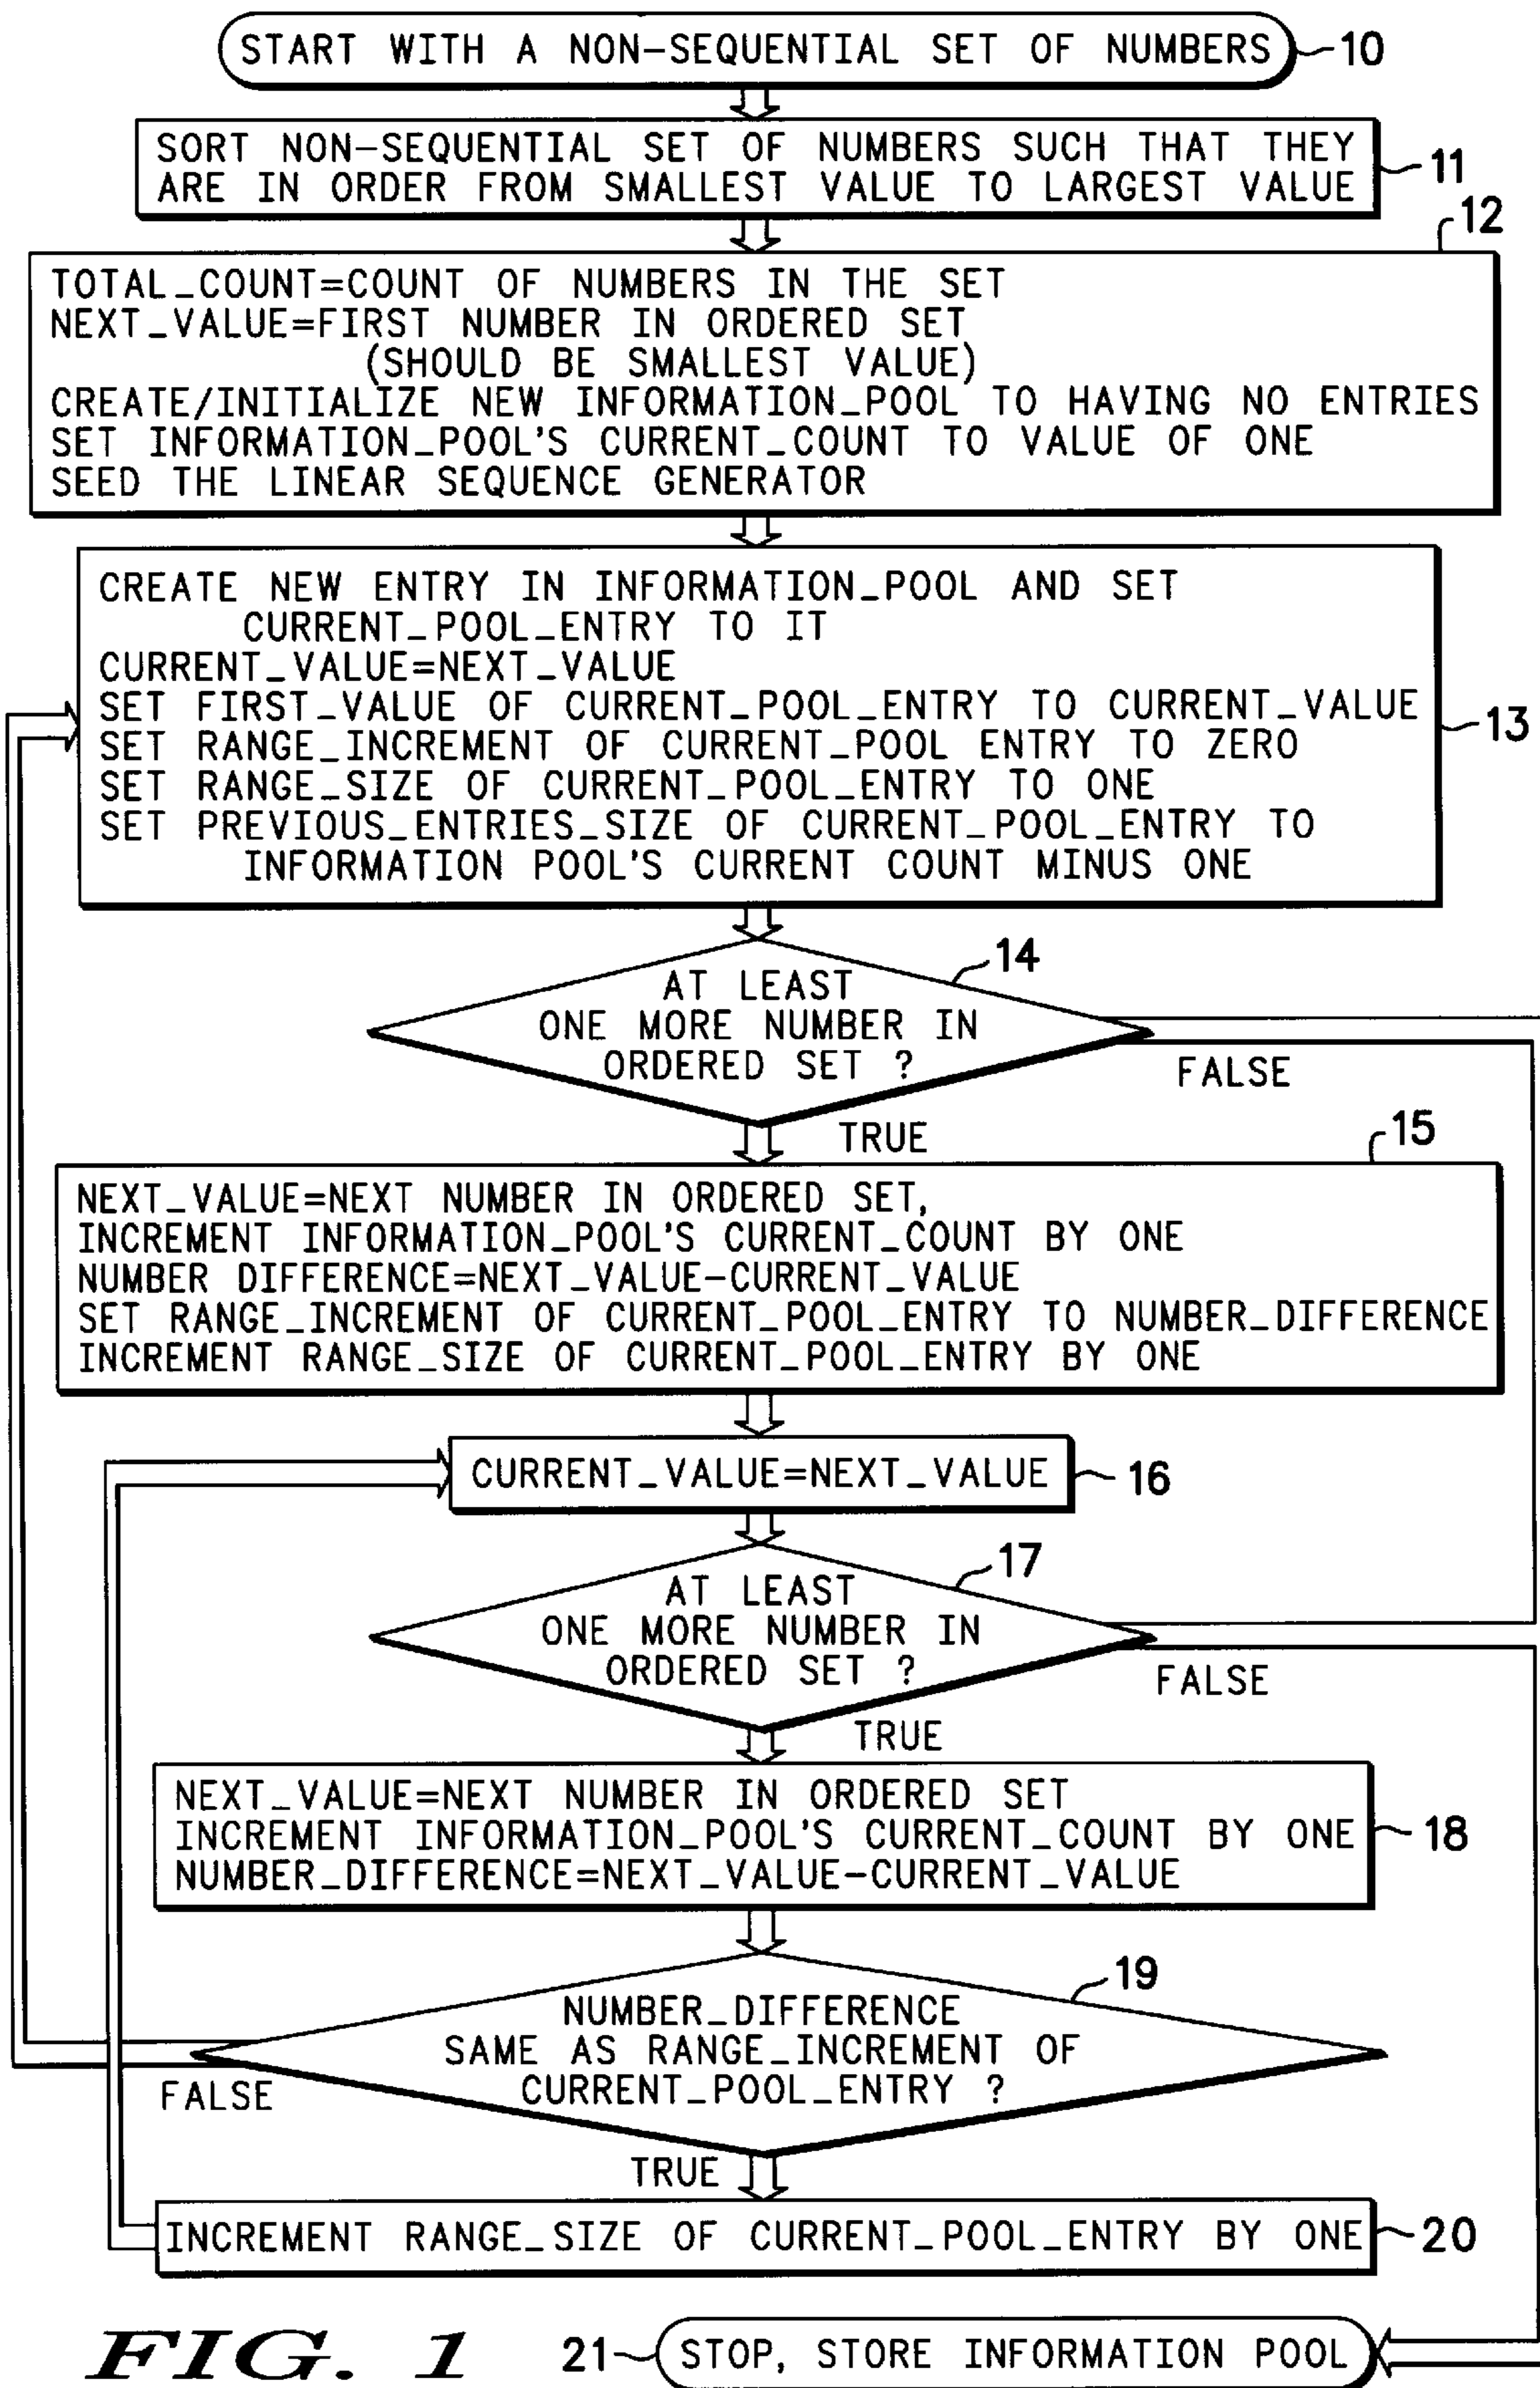 START WITH A NON-SEQUENTIAL SET OF NUMBERS
10
SORT NON-SEQUENTIAL SET OF NUMBERS SUCH THAT THEY
ARE IN ORDER FROM SMALLEST VALUE TO LARGEST VALUE
11
12
TOTAL_COUNT=COUNT OF NUMBERS IN THE SET
NEXT_VALUE=FIRST NUMBER IN ORDERED SET
(SHOULD BE SMALLEST VALUE)
CREATE/INITIALIZE NEW INFORMATION_POOL TO HAVING NO ENTRIES
SET INFORMATION_POOL'S CURRENT_COUNT TO VALUE OF ONE
SEED THE LINEAR SEQUENCE GENERATOR
CREATE NEW ENTRY IN INFORMATION_POOL AND SET
CURRENT_POOL_ENTRY TO IT
CURRENT_VALUE=NEXT_VALUE
SET FIRST_VALUE OF CURRENT_POOL_ENTRY TO CURRENT_VALUE
SET RANGE_INCREMENT OF CURRENT_POOL ENTRY TO ZERO
SET RANGE_SIZE OF CURRENT_POOL_ENTRY TO ONE
SET PREVIOUS_ENTRIES_SIZE OF CURRENT_POOL_ENTRY TO
INFORMATION POOL'S CURRENT COUNT MINUS ONE
13
14
AT LEAST
ONE MORE NUMBER IN
ORDERED SET ?
FALSE
TRUE
15
NEXT_VALUE=NEXT NUMBER IN ORDERED SET,
INCREMENT INFORMATION_POOL'S CURRENT_COUNT BY ONE
NUMBER DIFFERENCE=NEXT_VALUE-CURRENT_VALUE
SET RANGE_INCREMENT OF CURRENT_POOL_ENTRY TO NUMBER_DIFFERENCE
INCREMENT RANGE_SIZE OF CURRENT_POOL_ENTRY BY ONE
CURRENT_VALUE=NEXT_VALUE
16
17
AT LEAST
ONE MORE NUMBER IN
ORDERED SET ?
FALSE
TRUE
NEXT_VALUE=NEXT NUMBER IN ORDERED SET
INCREMENT INFORMATION_POOL'S CURRENT_COUNT BY ONE
NUMBER_DIFFERENCE=NEXT_VALUE-CURRENT_VALUE
18
19
NUMBER_DIFFERENCE
SAME AS RANGE_INCREMENT OF
CURRENT_POOL_ENTRY ?
FALSE
TRUE
INCREMENT RANGE_SIZE OF CURRENT_POOL_ENTRY BY ONE
20
FIG. 1
21
STOP, STORE INFORMATION POOL